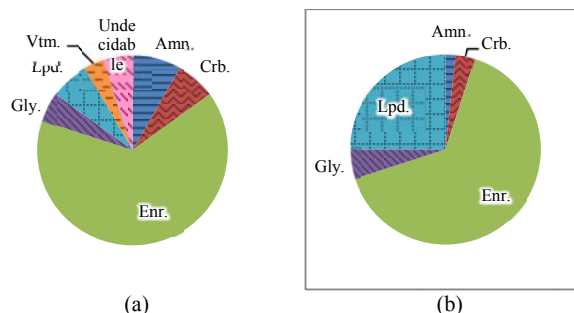 Vtm.
Unde
cidab
le
Amn.
Lpd.
Crb.
Gly.
Enr.
(a)
Amn.
Crb.
Lpd.
Gly.
Enr.
(b)